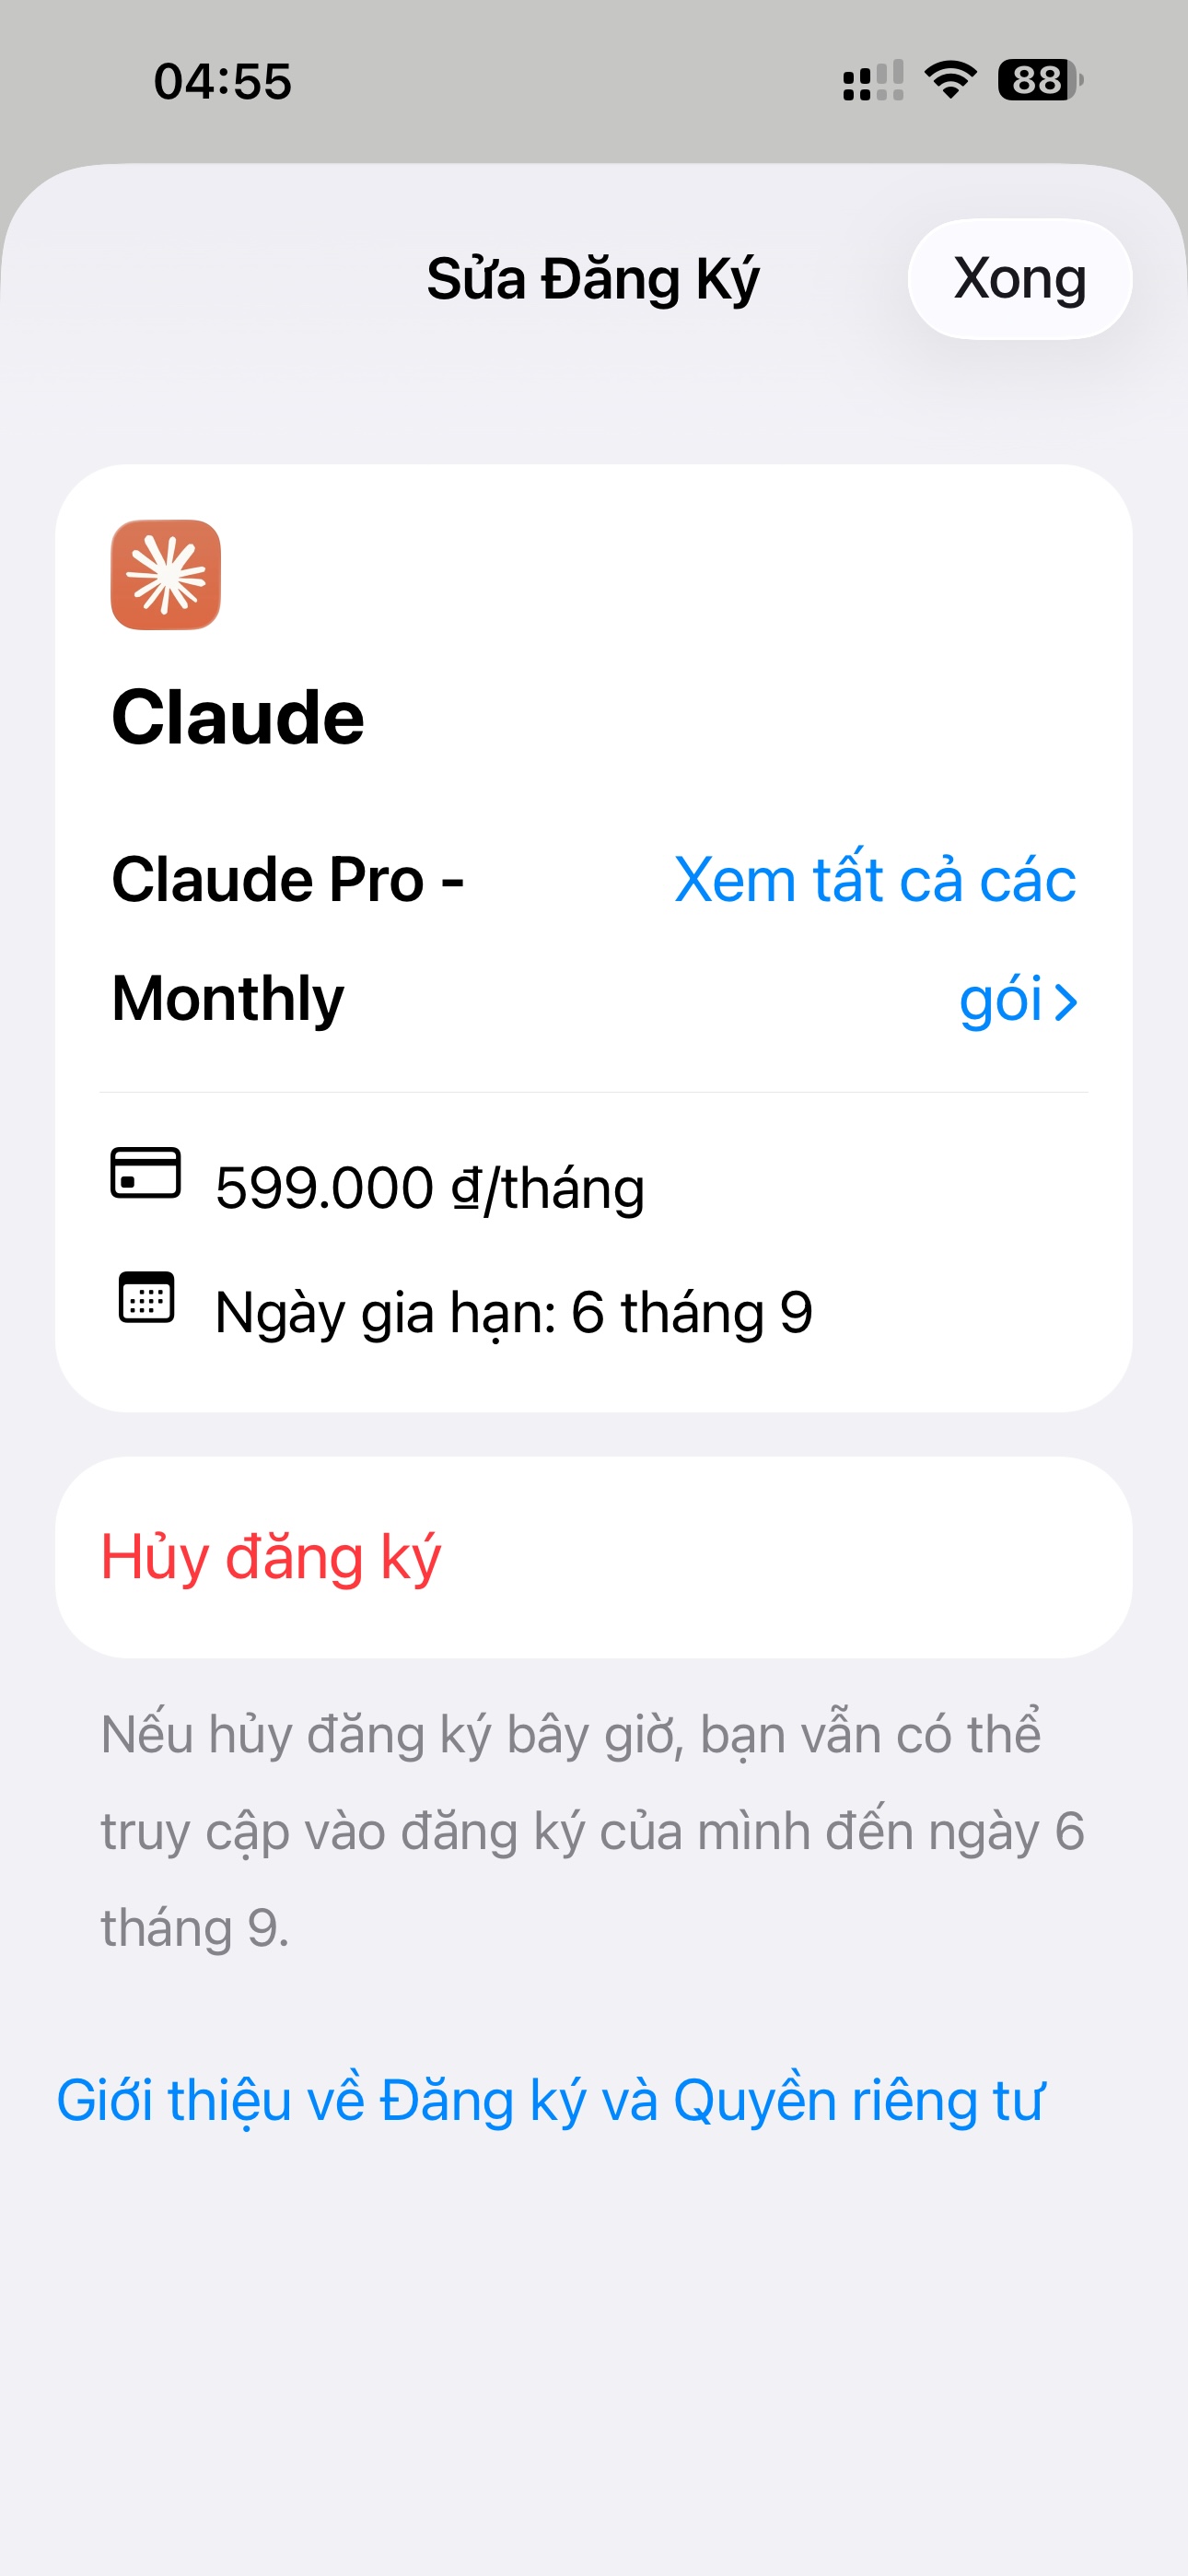 04:55
88
Sửa Đăng Ký
Xong
Claude
Claude Pro -
Monthly
Xem tất cả các
gói
599.000 ₫/tháng
Ngày gia hạn: 6 tháng 9
Hủy đăng ký
Nếu hủy đăng ký bây giờ, bạn vẫn có thể
truy cập vào đăng ký của mình đến ngày 6
tháng 9.
Giới thiệu về Đăng ký và Quyền riêng tư